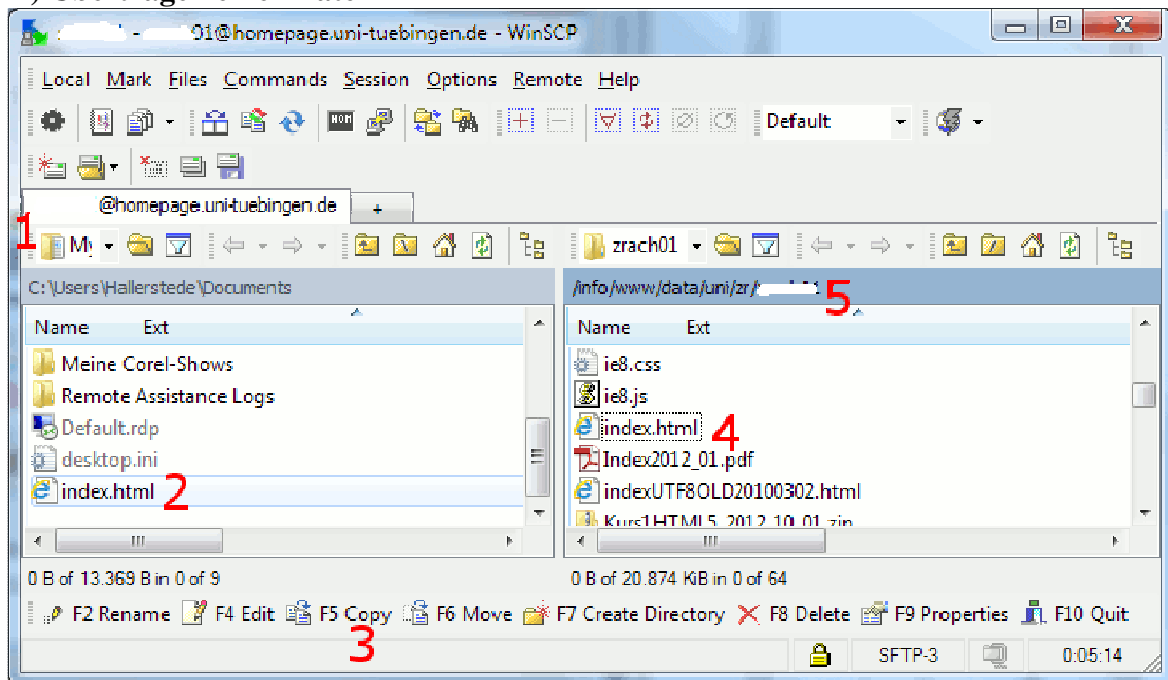 01@homepage.uni-tuebingen.de - WinSCP
Local Mark Files Commands Session Options Remote Help
Default
@homepage.uni-tuebingen.de +
1
My zrach01
C:\Users\Hallerstede\Documents /info/www/data/uni/zr/ 5
Name Ext Name Ext
Meine Corel-Shows ie8.css
Remote Assistance Logs ie8.js
Default.rdp index.html 4
desktop.ini Index2012_01.pdf
index.html 2 indexUTF8OLD20100302.html
Kurs1HTML5_2012_10_01.zip
0 B of 13.369 B in 0 of 9 0 B of 20.874 KiB in 0 of 64
F2 Rename F4 Edit F5 Copy F6 Move F7 Create Directory F8 Delete F9 Properties F10 Quit
3
SFTP-3 0:05:14